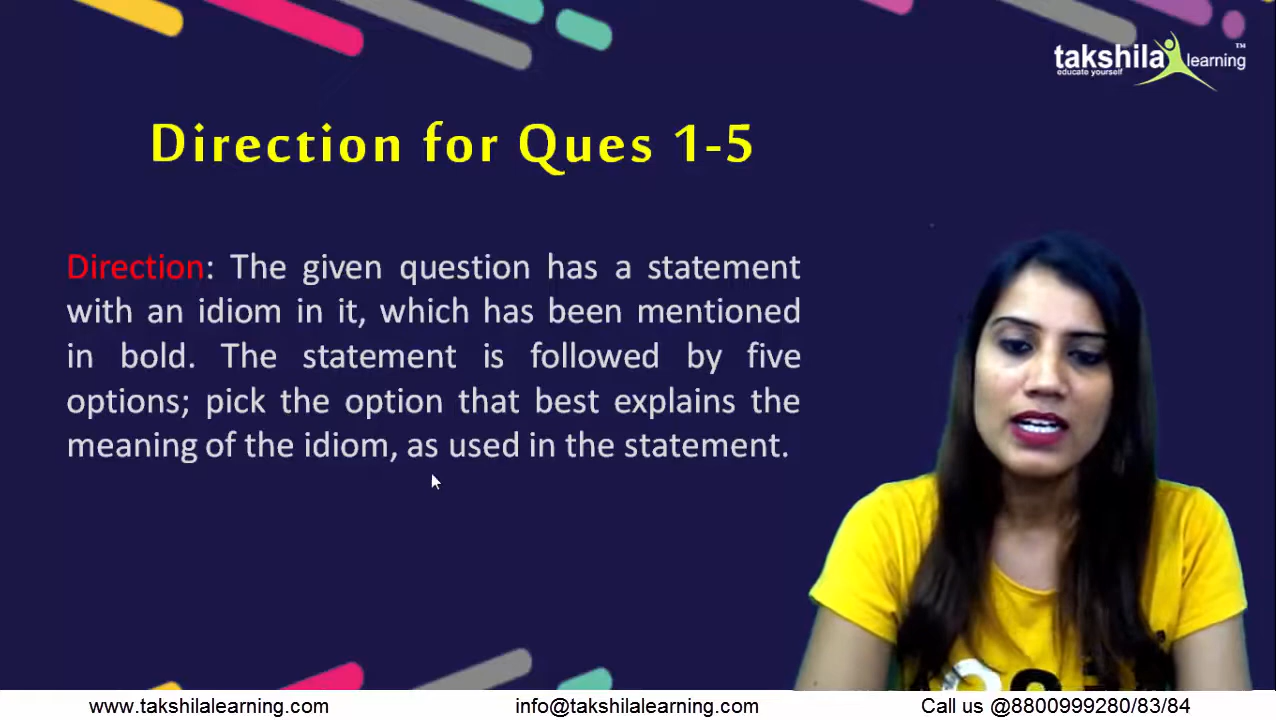 takshila learning™
educate yourself
Direction for Ques 1-5
Direction: The given question has a statement
with an idiom in it, which has been mentioned
in bold. The statement is followed by five
options; pick the option that best explains the
meaning of the idiom, as used in the statement.
www.takshilalearning.com info@takshilalearning.com Call us @8800999280/83/84